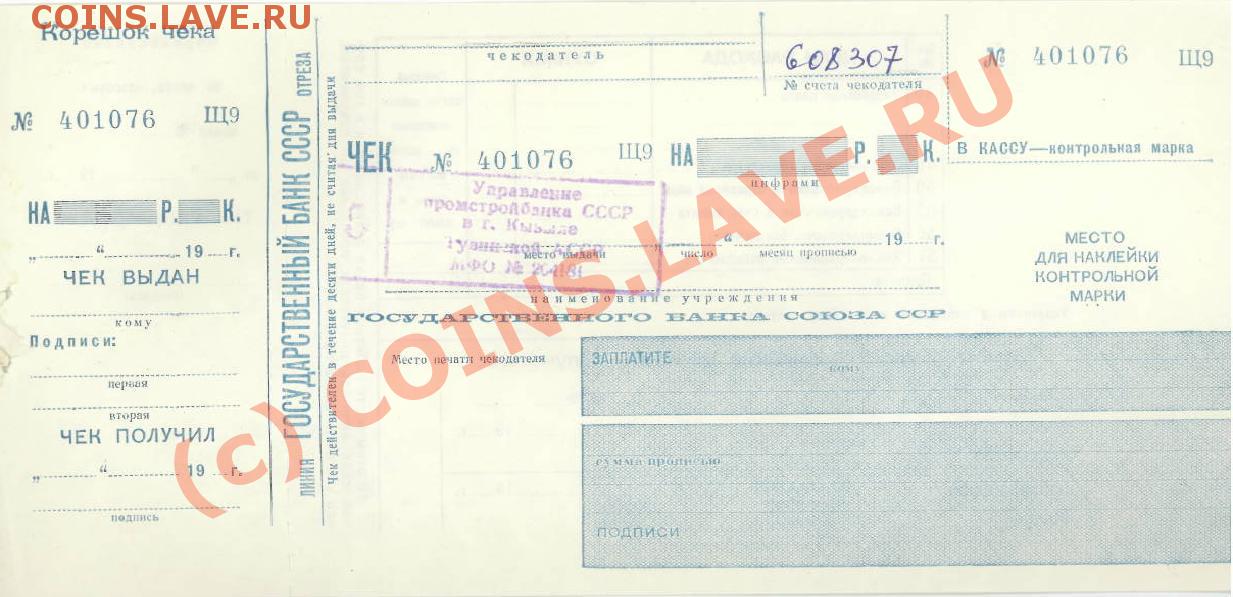 COINS.LAVE.RU
Корешок чека
№ 401076 Щ9
НА Р. К.
„ “ 19 г.
ЧЕК ВЫДАН
кому
Подписи:
первая
вторая
ЧЕК ПОЛУЧИЛ
„ “ 19 г.
подпись
ЛИНИЯ ГОСУДАРСТВЕННЫЙ БАНК СССР ОТРЕЗА
Чек действителен в течение десяти дней, не считая дня выдачи
чекодатель
608307
№ счета чекодателя
ЧЕК № 401076 Щ9 НА Р. К.
цифрами
Управление
промстройбанка СССР
в г. Кызыле
Тувинской АССР
МФО №
место выдачи
„ “ 19 г.
число месяц прописью
наименование учреждения
ГОСУДАРСТВЕННОГО БАНКА СОЮЗА ССР
Место печати чекодателя
ЗАПЛАТИТЕ
кому
сумма прописью
ПОДПИСИ
№ 401076 Щ9
В КАССУ—контрольная марка
МЕСТО
ДЛЯ НАКЛЕЙКИ
КОНТРОЛЬНОЙ
МАРКИ
(c) COINS.LAVE.RU